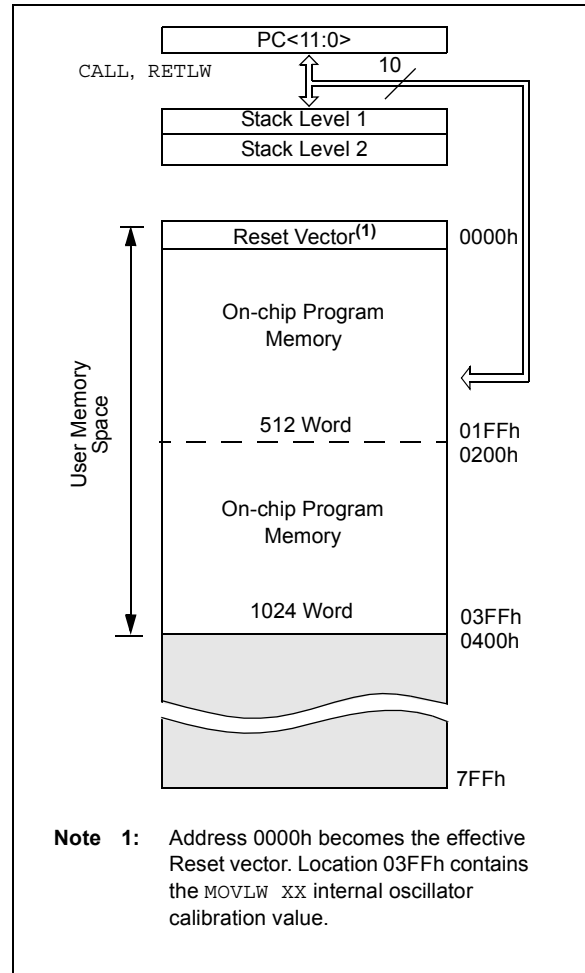 PC<11:0>
CALL, RETLW
10
Stack Level 1
Stack Level 2
Reset Vector(1)
0000h
On-chip Program
Memory
User Memory
Space
512 Word
01FFh
0200h
On-chip Program
Memory
1024 Word
03FFh
0400h
7FFh
Note 1: Address 0000h becomes the effective
Reset vector. Location 03FFh contains
the MOVLW XX internal oscillator
calibration value.